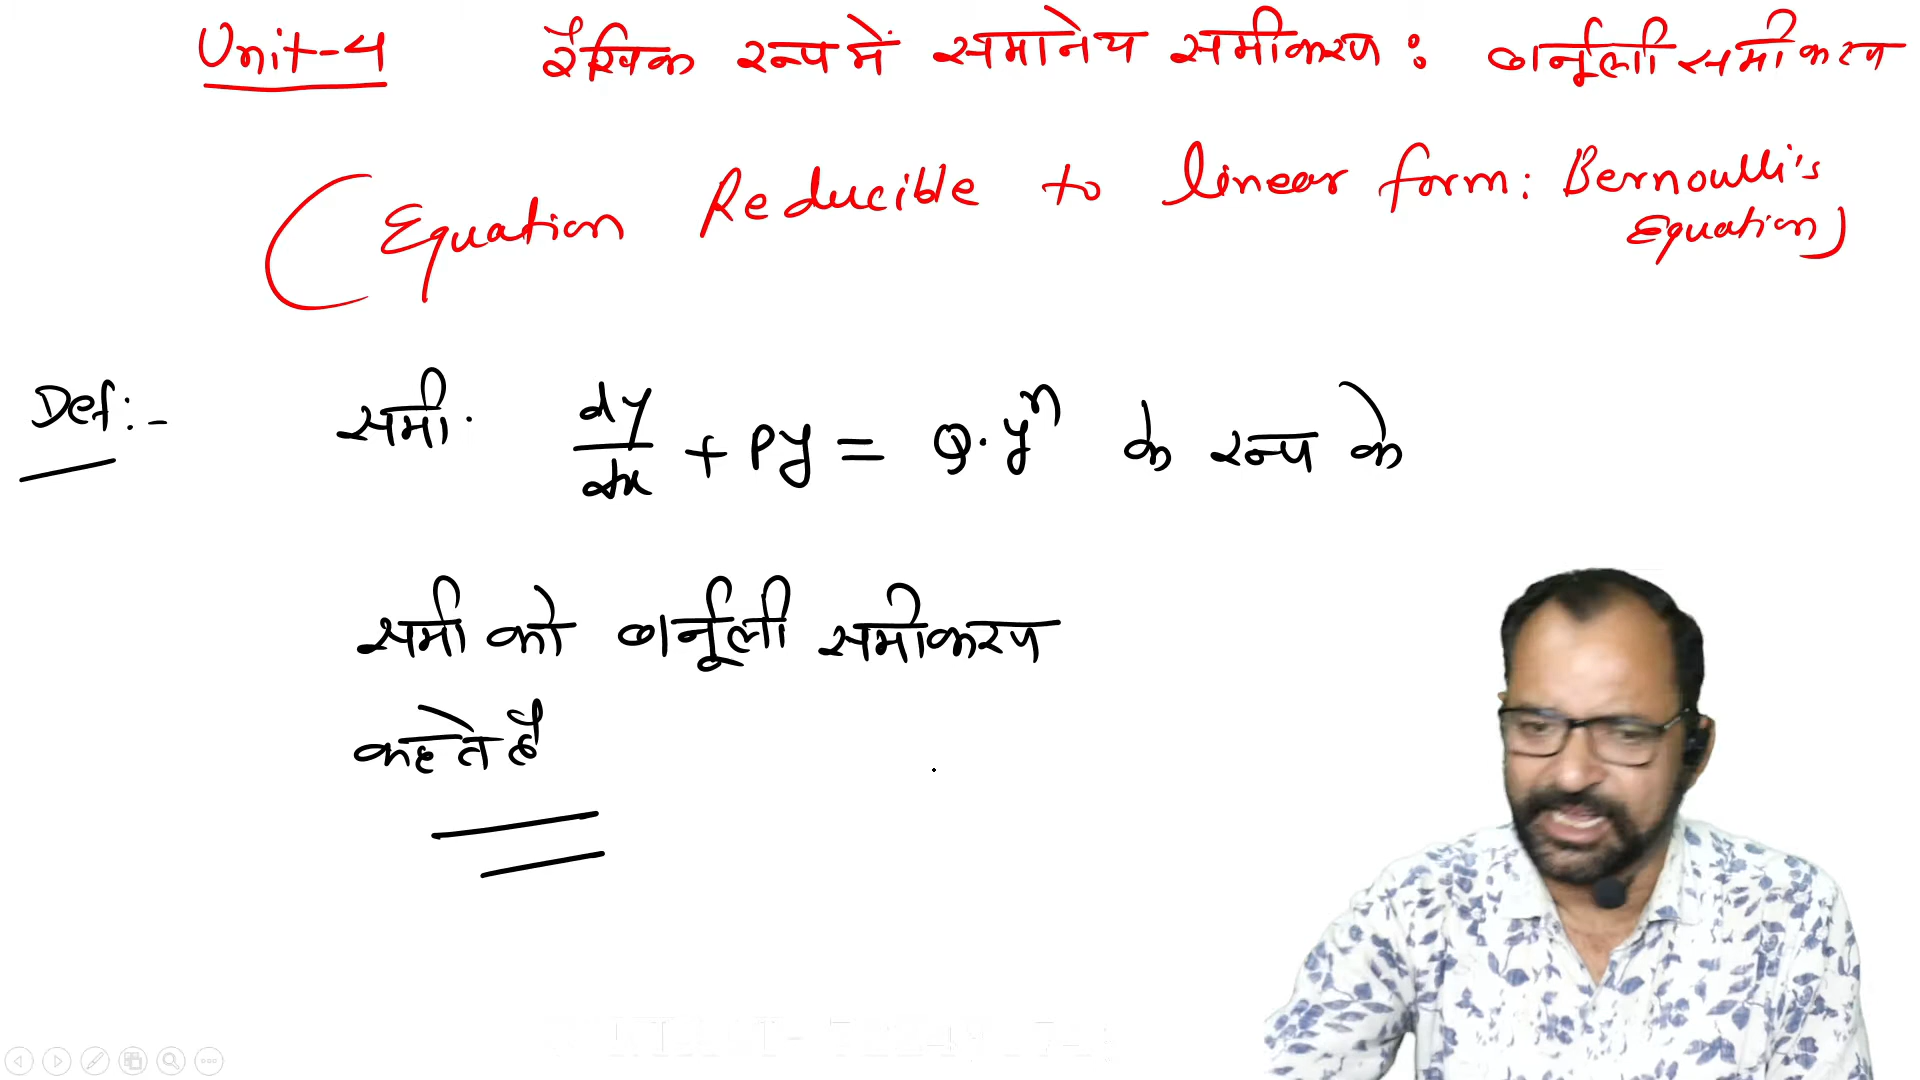 Unit-4 रैखिक रूप में समानेय समीकरण : बर्नूली समीकरण
(Equation Reducible to linear form: Bernoulli's
Equation)
Def:- समी. dy/dx + Py = Q. y^n के रूप के
समी को बर्नूली समीकरण
कहते है